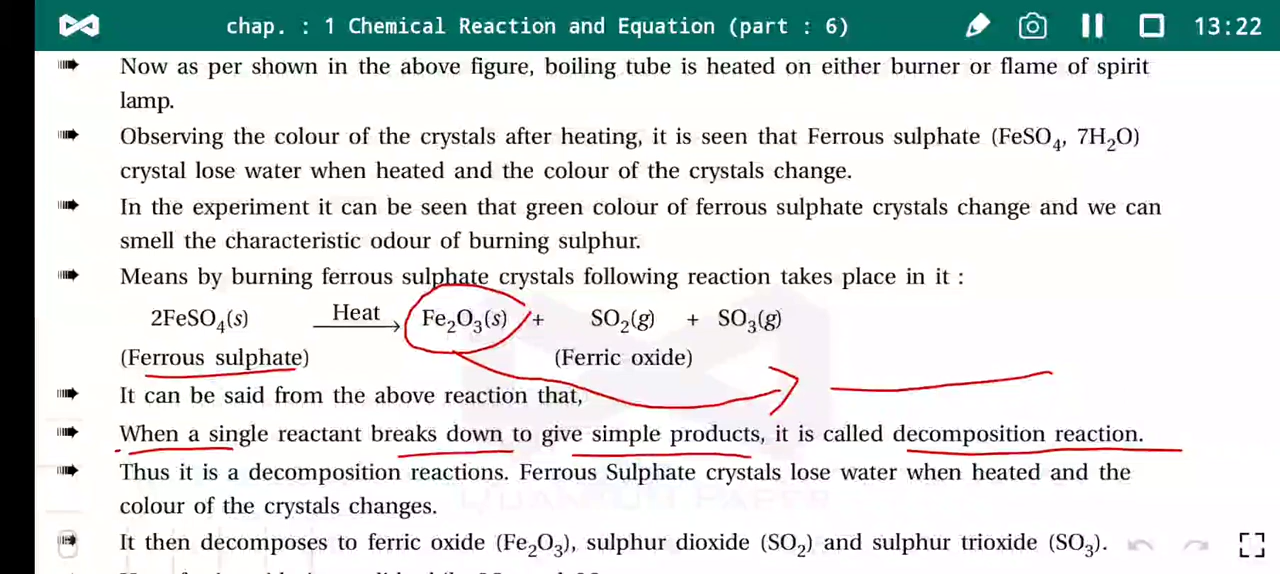 chap. : 1 Chemical Reaction and Equation (part : 6) 13:22
Now as per shown in the above figure, boiling tube is heated on either burner or flame of spirit
lamp.
Observing the colour of the crystals after heating, it is seen that Ferrous sulphate (FeSO₄, 7H₂O)
crystal lose water when heated and the colour of the crystals change.
In the experiment it can be seen that green colour of ferrous sulphate crystals change and we can
smell the characteristic odour of burning sulphur.
Means by burning ferrous sulphate crystals following reaction takes place in it :
2FeSO₄(s) Heat → Fe₂O₃(s) + SO₂(g) + SO₃(g)
(Ferrous sulphate) (Ferric oxide)
It can be said from the above reaction that,
When a single reactant breaks down to give simple products, it is called decomposition reaction.
Thus it is a decomposition reactions. Ferrous Sulphate crystals lose water when heated and the
colour of the crystals changes.
It then decomposes to ferric oxide (Fe₂O₃), sulphur dioxide (SO₂) and sulphur trioxide (SO₃).